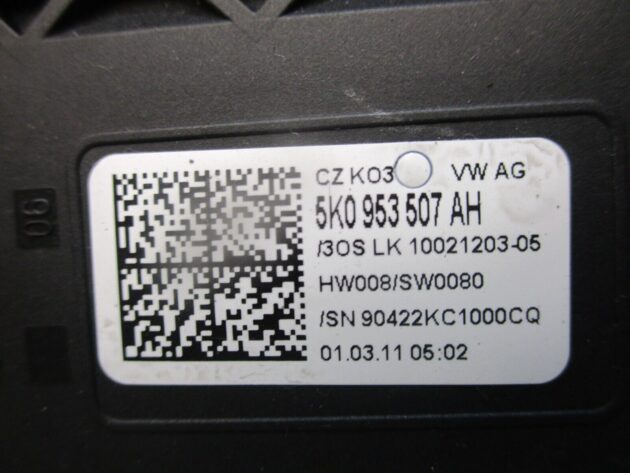 CZ KO3 VW AG
5K0 953 507 AH
/3OS LK 10021203-05
HW008/SW0080
/SN 90422KC1000CQ
01.03.11 05:02
06